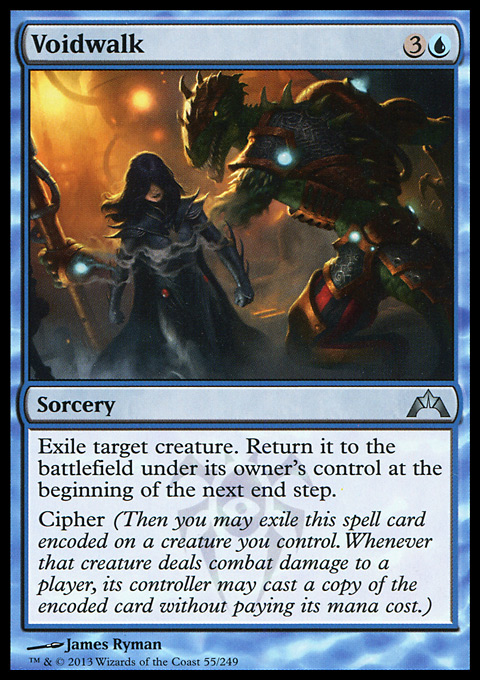 Voidwalk 3
Sorcery
Exile target creature. Return it to the
battlefield under its owner's control at the
beginning of the next end step.
Cipher (Then you may exile this spell card
encoded on a creature you control. Whenever
that creature deals combat damage to a
player, its controller may cast a copy of the
encoded card without paying its mana cost.)
James Ryman
™ & © 2013 Wizards of the Coast 55/249